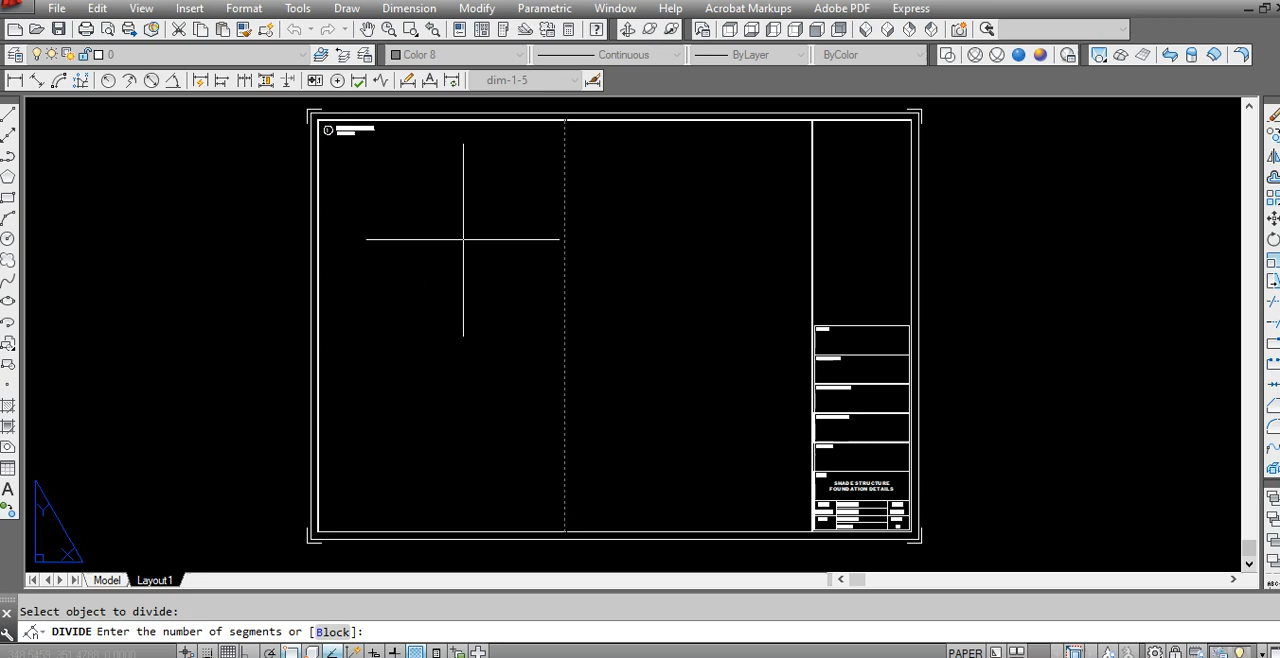 File Edit View Insert Format Tools Draw Dimension Modify Parametric Window Help Acrobat Markups Adobe PDF Express
0 Color 8 Continuous ByLayer ByColor
dim-1-5
SHADE STRUCTURE
FOUNDATION DETAILS
Y
X
Model Layout1
Select object to divide:
DIVIDE Enter the number of segments or [Block]:
PAPER